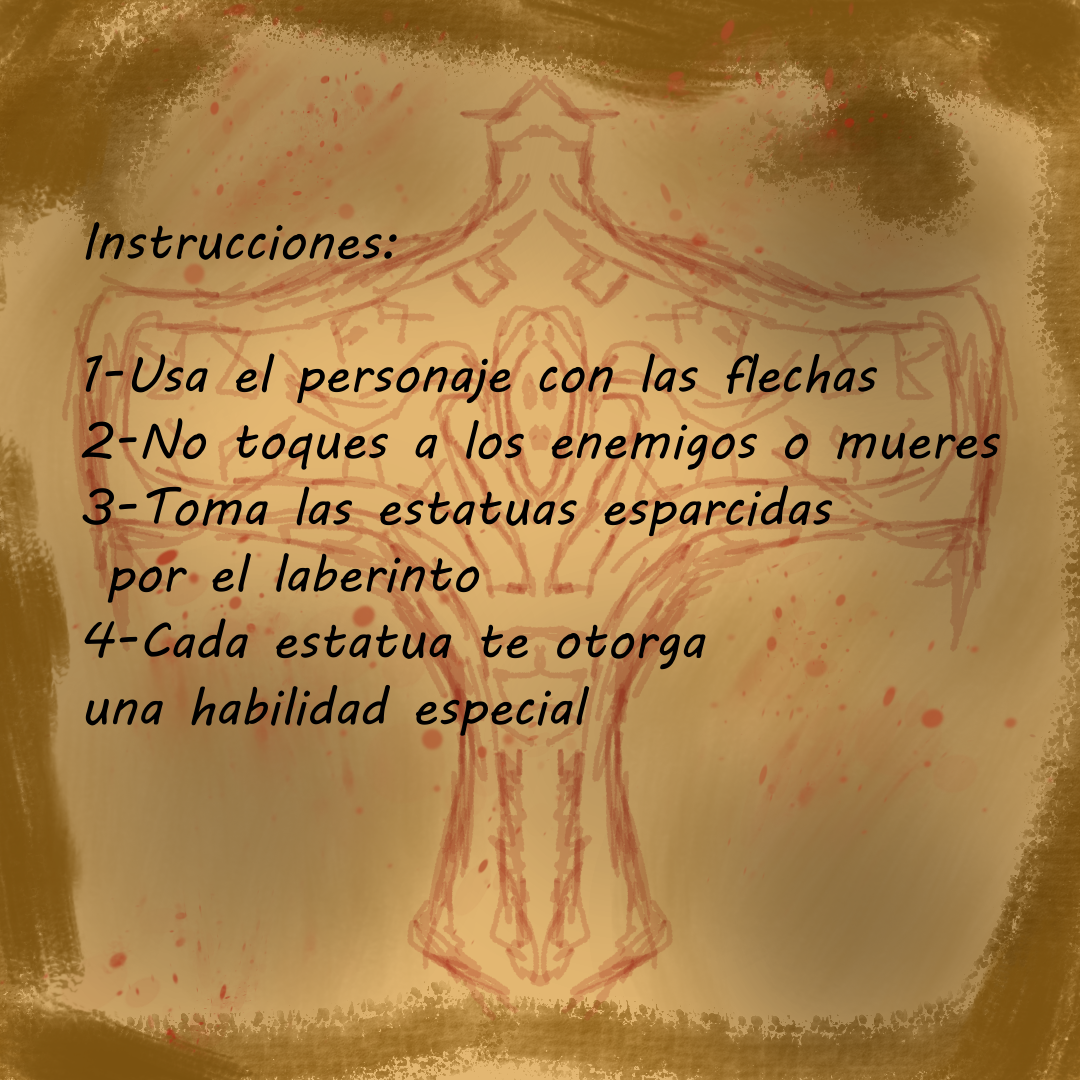 Instrucciones:
1-Usa el personaje con las flechas
2-No toques a los enemigos o mueres
3-Toma las estatuas esparcidas
por el laberinto
4-Cada estatua te otorga
una habilidad especial